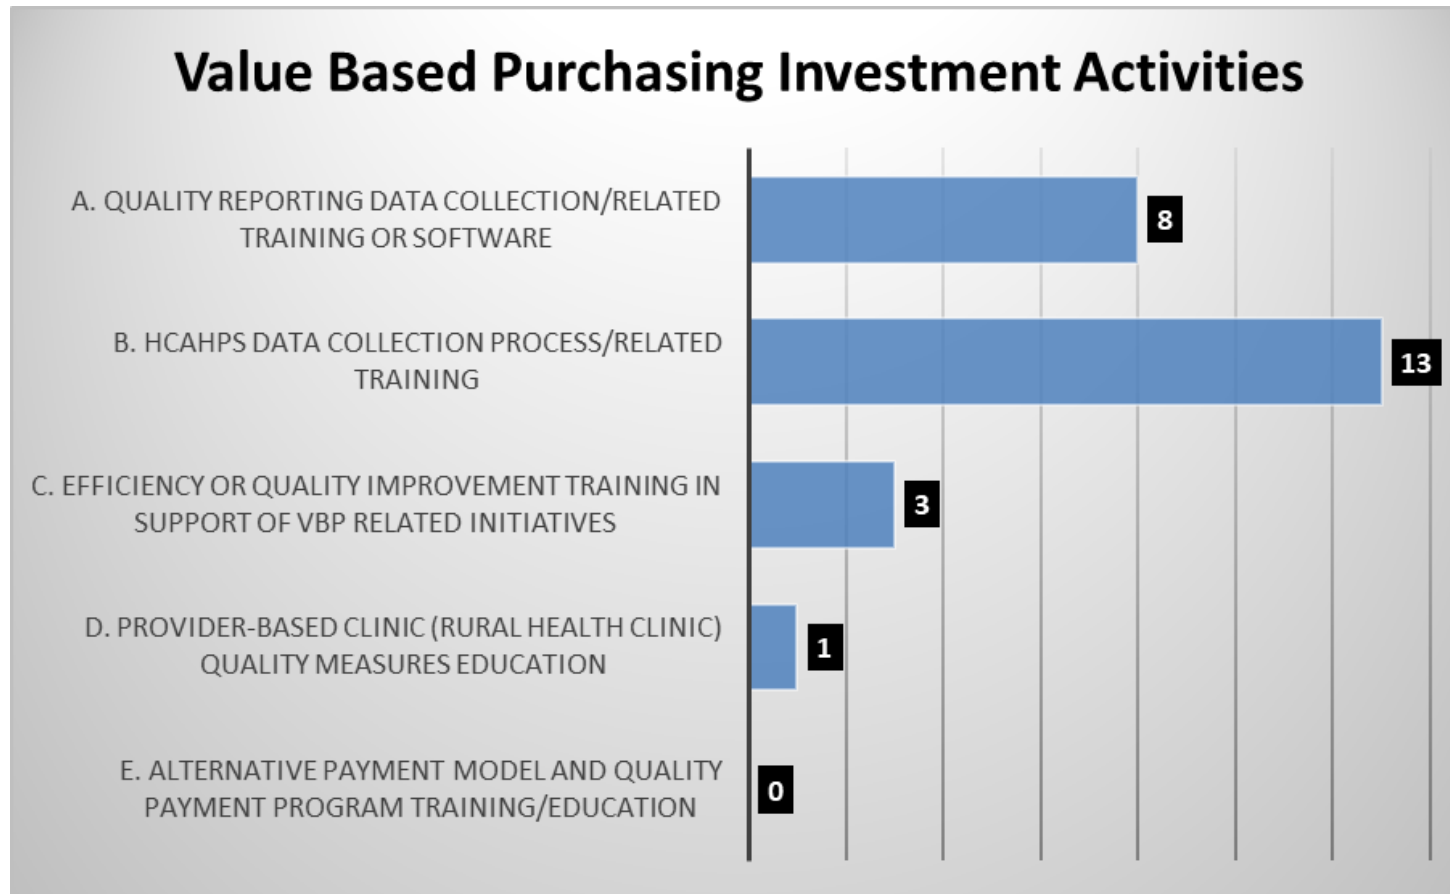 Value Based Purchasing Investment Activities
A. QUALITY REPORTING DATA COLLECTION/RELATED
TRAINING OR SOFTWARE
8
B. HCAHPS DATA COLLECTION PROCESS/RELATED
TRAINING
13
C. EFFICIENCY OR QUALITY IMPROVEMENT TRAINING IN
SUPPORT OF VBP RELATED INITIATIVES
3
D. PROVIDER-BASED CLINIC (RURAL HEALTH CLINIC)
QUALITY MEASURES EDUCATION
1
E. ALTERNATIVE PAYMENT MODEL AND QUALITY
PAYMENT PROGRAM TRAINING/EDUCATION
0